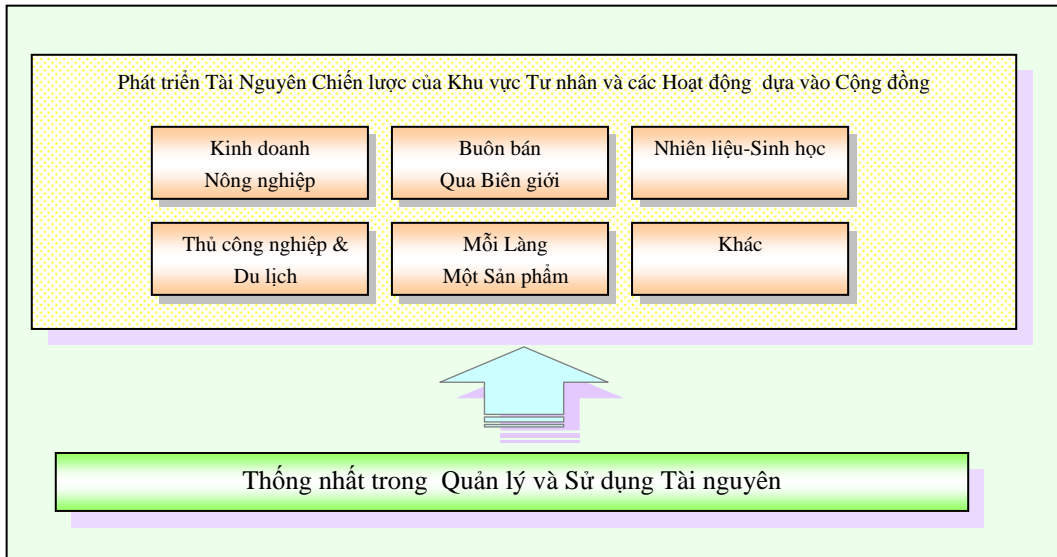 Phát triển Tài Nguyên Chiến lược của Khu vực Tư nhân và các Hoạt động dựa vào Cộng đồng
Kinh doanh
Nông nghiệp
Buôn bán
Qua Biên giới
Nhiên liệu-Sinh học
Thủ công nghiệp &
Du lịch
Mỗi Làng
Một Sản phẩm
Khác
Thống nhất trong Quản lý và Sử dụng Tài nguyên